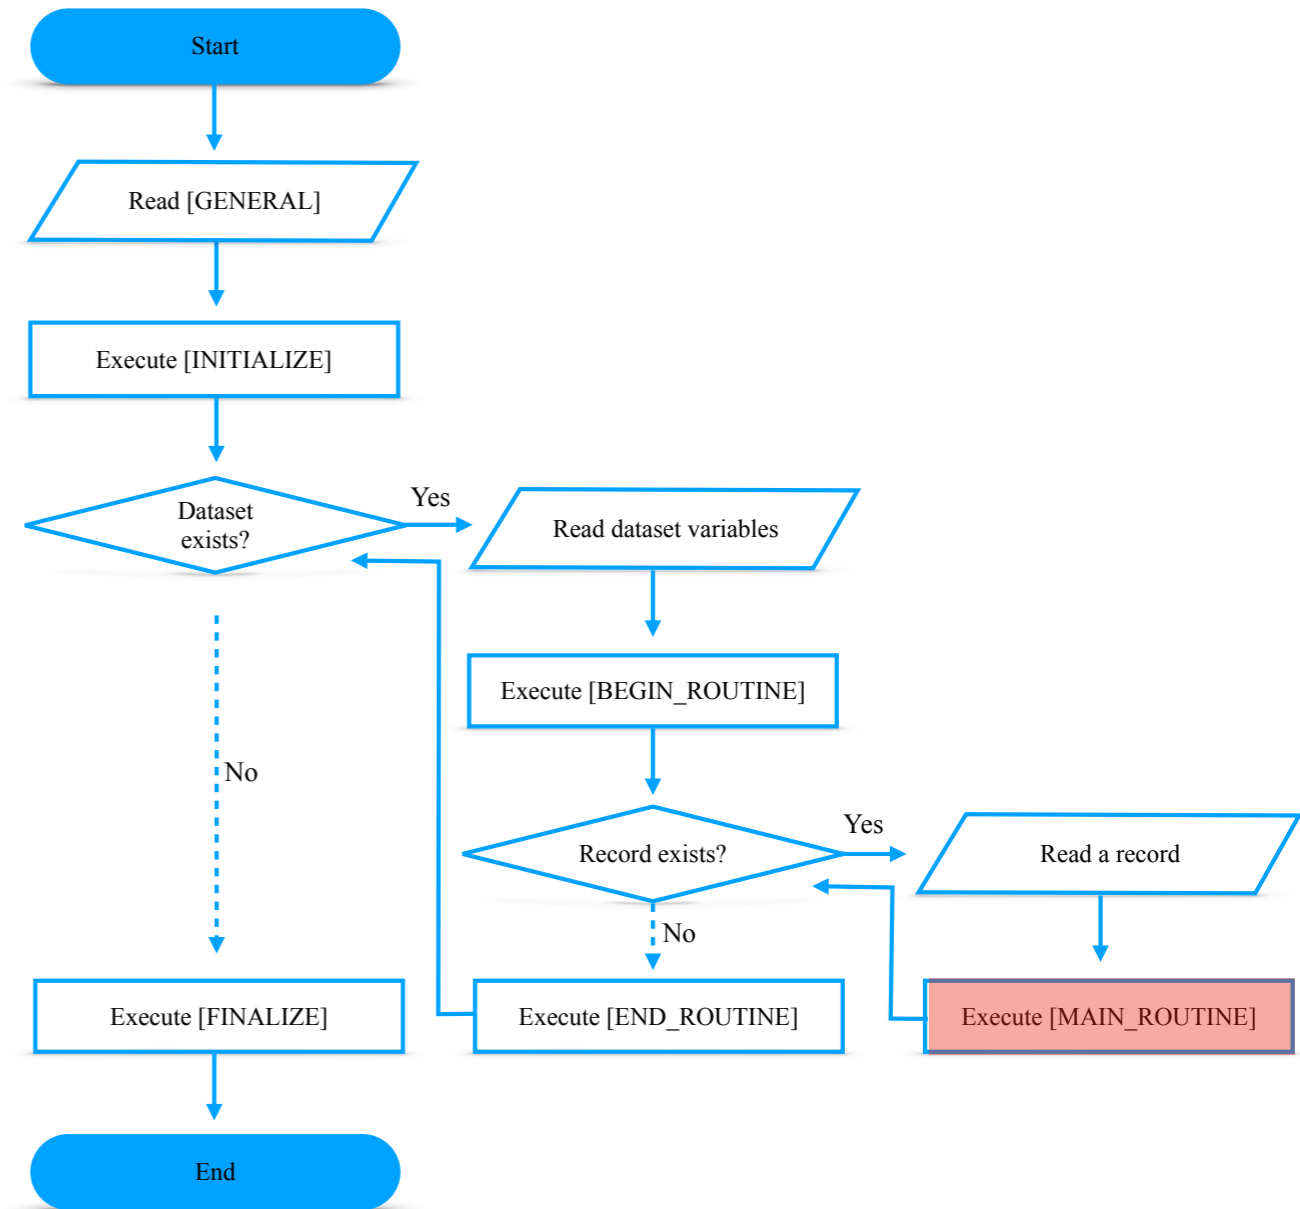 Start
Read [GENERAL]
Execute [INITIALIZE]
Dataset
exists?
Yes
Read dataset variables
Execute [BEGIN_ROUTINE]
No
Record exists?
Yes
Read a record
No
Execute [FINALIZE]
Execute [END_ROUTINE]
Execute [MAIN_ROUTINE]
End